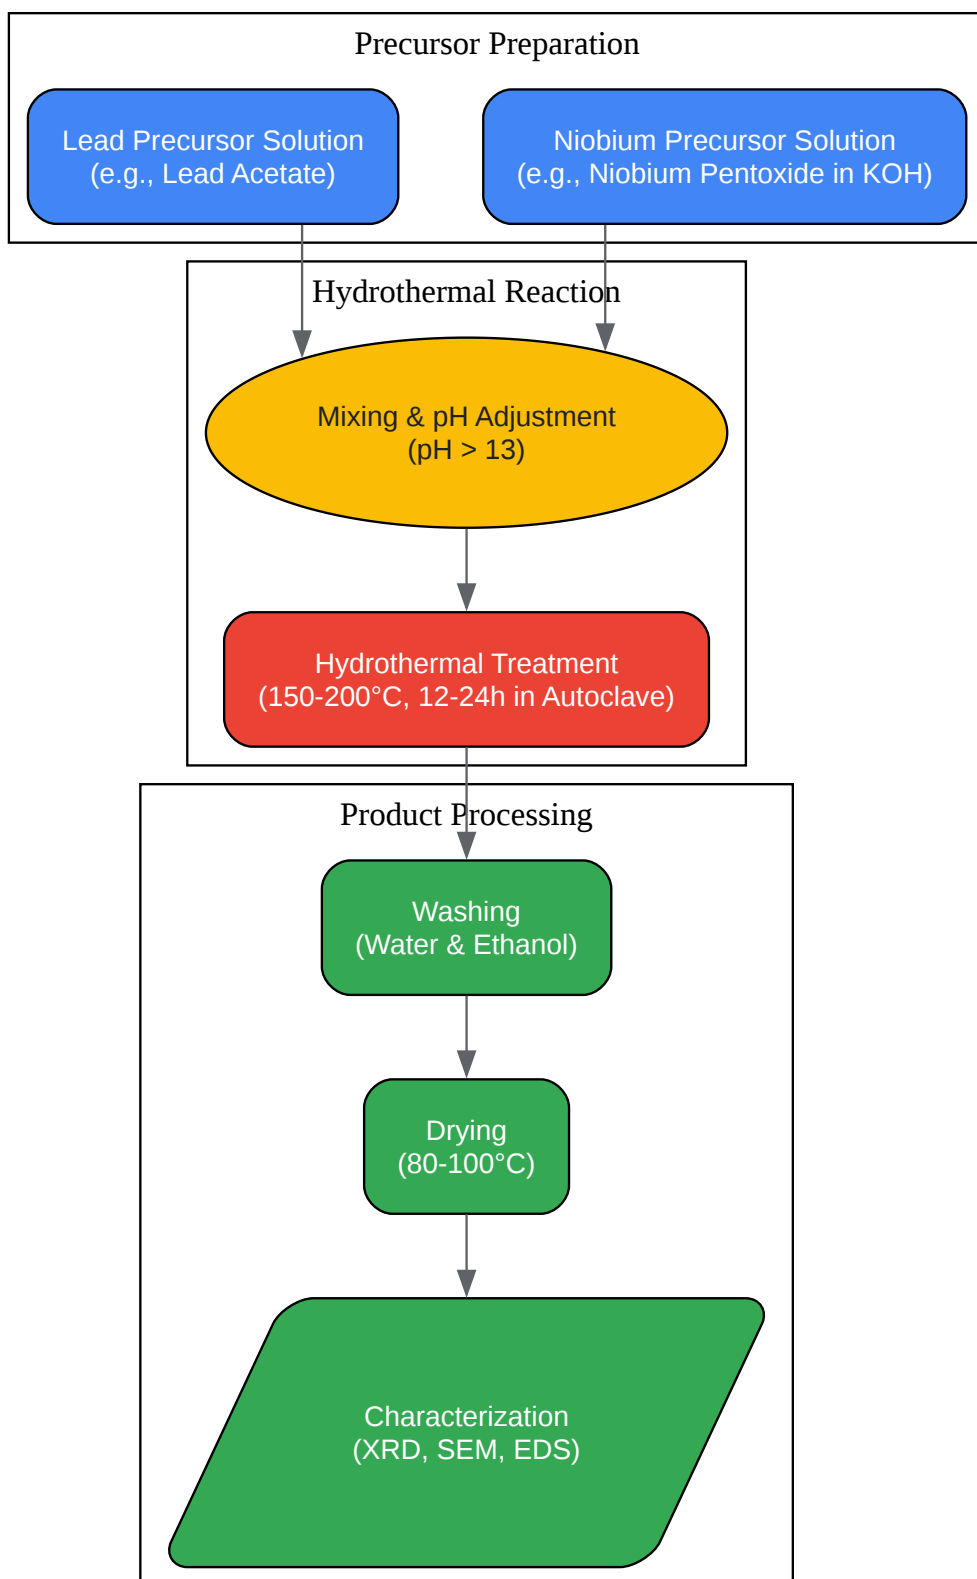 Precursor Preparation
Lead Precursor Solution
(e.g., Lead Acetate)
Niobium Precursor Solution
(e.g., Niobium Pentoxide in KOH)
Hydrothermal Reaction
Mixing & pH Adjustment
(pH > 13)
Hydrothermal Treatment
(150-200°C, 12-24h in Autoclave)
Product Processing
Washing
(Water & Ethanol)
Drying
(80-100°C)
Characterization
(XRD, SEM, EDS)